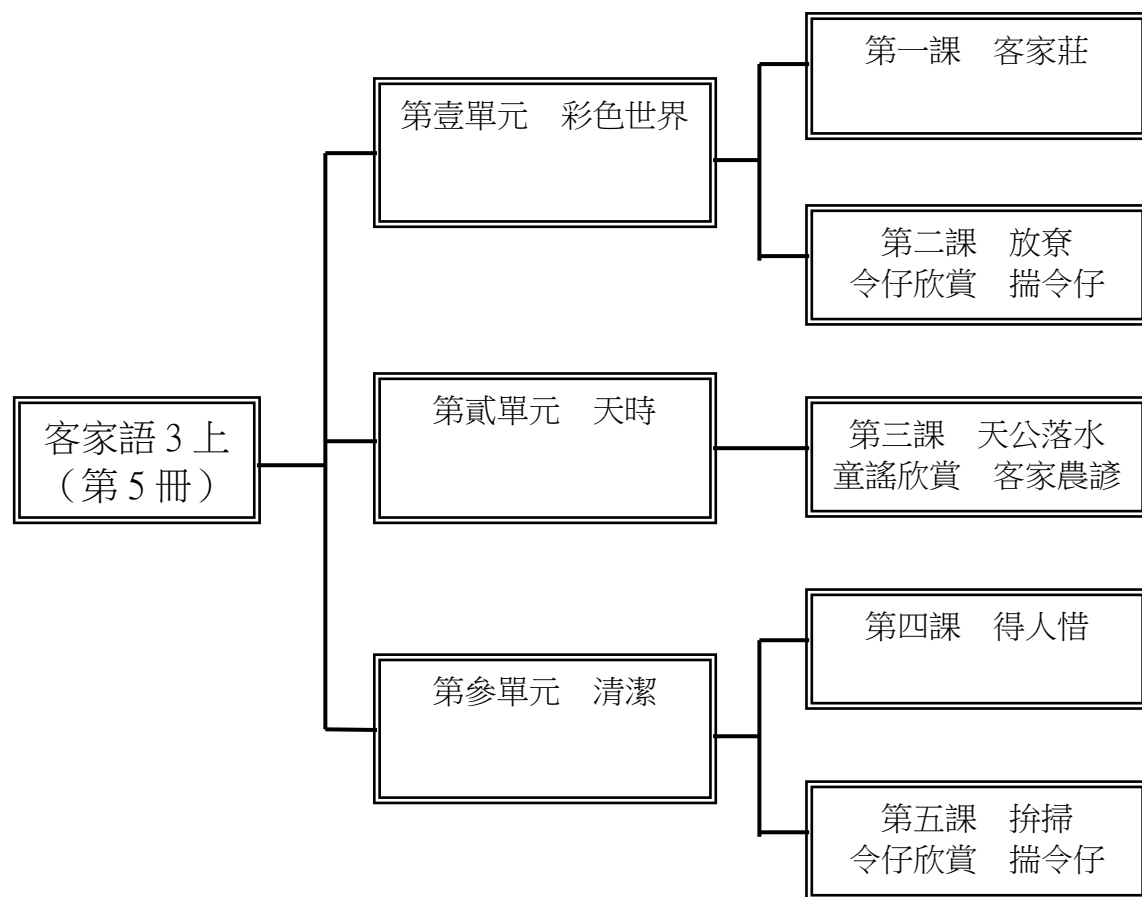 客家語 3 上
（第 5 冊）
第壹單元　彩色世界
第一課　客家莊
第二課　放尞
令仔欣賞　揣令仔
第貳單元　天時
第三課　天公落水
童謠欣賞　客家農諺
第參單元　清潔
第四課　得人惜
第五課　拚掃
令仔欣賞　揣令仔